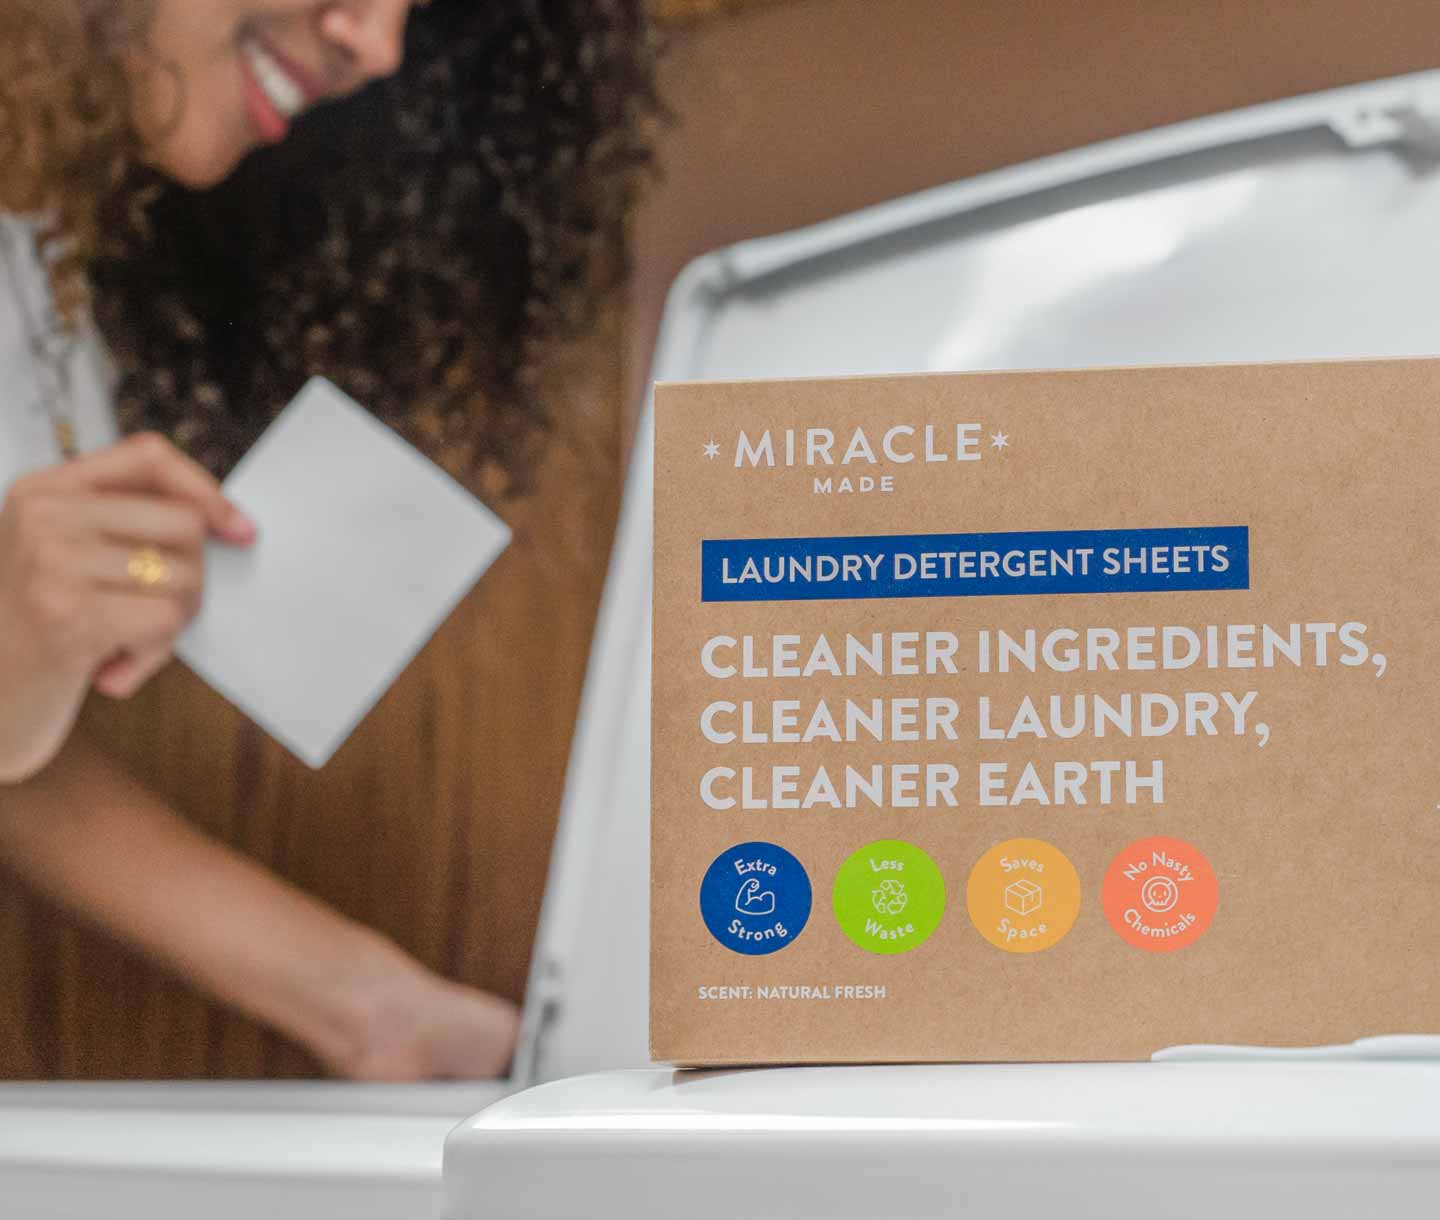 MIRACLE
MADE
LAUNDRY DETERGENT SHEETS
CLEANER INGREDIENTS,
CLEANER LAUNDRY,
CLEANER EARTH
Extra
Strong
Less
Waste
Saves
Space
No Nasty
Chemicals
SCENT: NATURAL FRESH